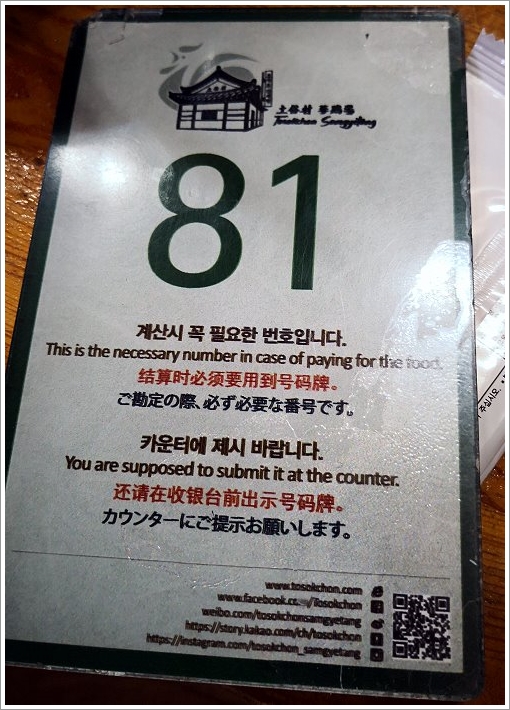 土俗村 蔘鷄湯
Tosokchon Samgyetang
81
계산시 꼭 필요한 번호입니다.
This is the necessary number in case of paying for the food.
结算时必须要用到号码牌。
ご勘定の際、必ず必要な番号です。
카운터에 제시 바랍니다.
You are supposed to submit it at the counter.
还请在收银台前出示号码牌。
カウンターにご提示お願いします。
www.tosokchon.com
www.facebook.com/Tosokchon
weibo.com/tosokchonsamgyetang
https://story.kakao.com/ch/tosokchon
https://instagram.com/tosokchon_samgyetang